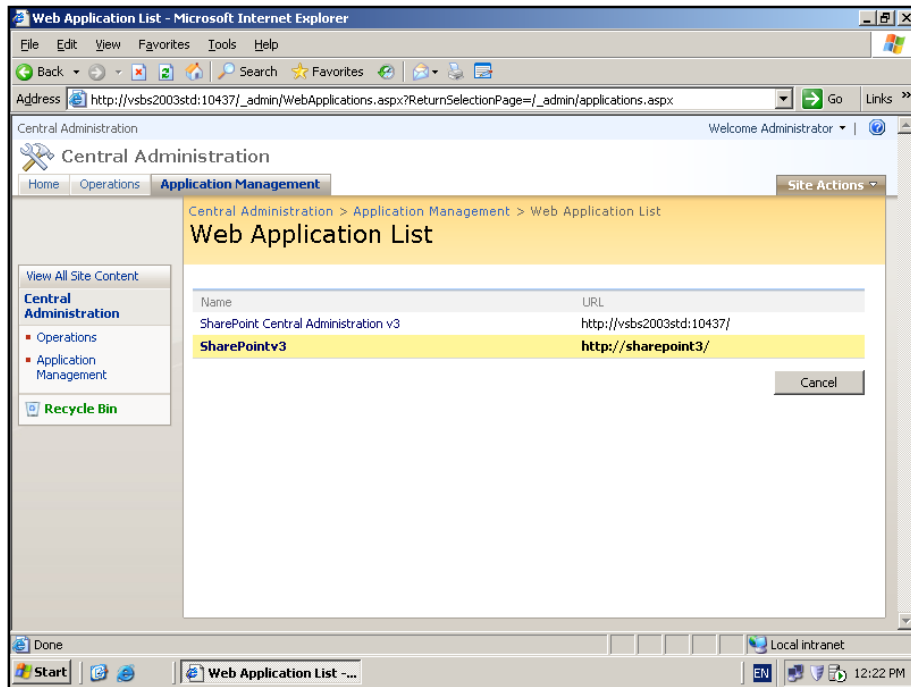 Web Application List - Microsoft Internet Explorer
File Edit View Favorites Tools Help
Back Search Favorites
Address http://vsbs2003std:10437/_admin/WebApplications.aspx?ReturnSelectionPage=/_admin/applications.aspx Go Links »
Central Administration Welcome Administrator |
Central Administration
Home Operations Application Management Site Actions
Central Administration > Application Management > Web Application List
Web Application List
View All Site Content
Central
Administration
Operations
Application
Management
Recycle Bin
Name URL
SharePoint Central Administration v3 http://vsbs2003std:10437/
SharePointv3 http://sharepoint3/
Cancel
Done Local intranet
Start Web Application List -... EN 12:22 PM